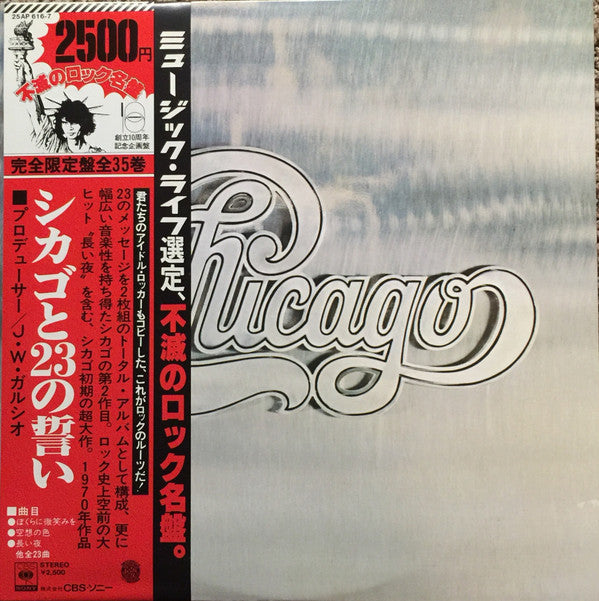 25AP 616-7
2500円
不滅のロック名盤
10
創立10周年
記念企画盤
完全限定盤全35巻
ミュージック・ライフ選定、不滅のロック名盤。
君たちのアイドル・ロッカーもコピーした、これがロックのルーツだ!
23のメッセージを2枚組のトータル・アルバムとして構成、更に
幅広い音楽性を持ち得たシカゴの第2作目。ロック史上空前の大
ヒット〝長い夜〟を含む、シカゴ初期の超大作。1970年作品
シカゴと23の誓い
■プロデューサー/J・W・ガルシオ
■曲目
●ぼくらに微笑みを
●空想の色
●長い夜
他全23曲
CBS
SONY
STEREO
¥2,500
株式会社CBS・ソニー
Chicago